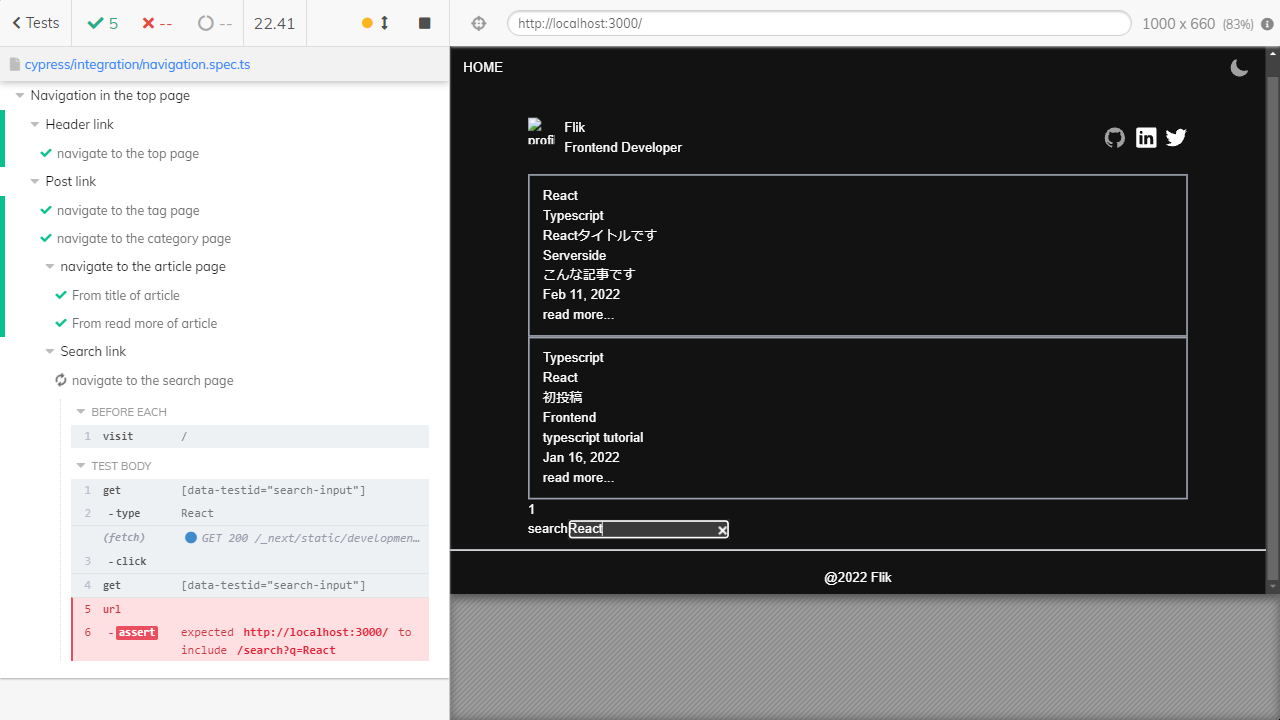 Tests 5 -- -- 22.41
cypress/integration/navigation.spec.ts
Navigation in the top page
Header link
navigate to the top page
Post link
navigate to the tag page
navigate to the category page
navigate to the article page
From title of article
From read more of article
Search link
navigate to the search page
BEFORE EACH
1 visit /
TEST BODY
1 get [data-testid="search-input"]
2 -type React
(fetch) GET 200 /_next/static/developmen…
3 -click
4 get [data-testid="search-input"]
5 url
6 -assert expected http://localhost:3000/ to
include /search?q=React
http://localhost:3000/
1000 x 660 (83%)
HOME
profi
Flik
Frontend Developer
React
Typescript
Reactタイトルです
Serverside
こんな記事です
Feb 11, 2022
read more...
Typescript
React
初投稿
Frontend
typescript tutorial
Jan 16, 2022
read more...
1
searchReact
@2022 Flik